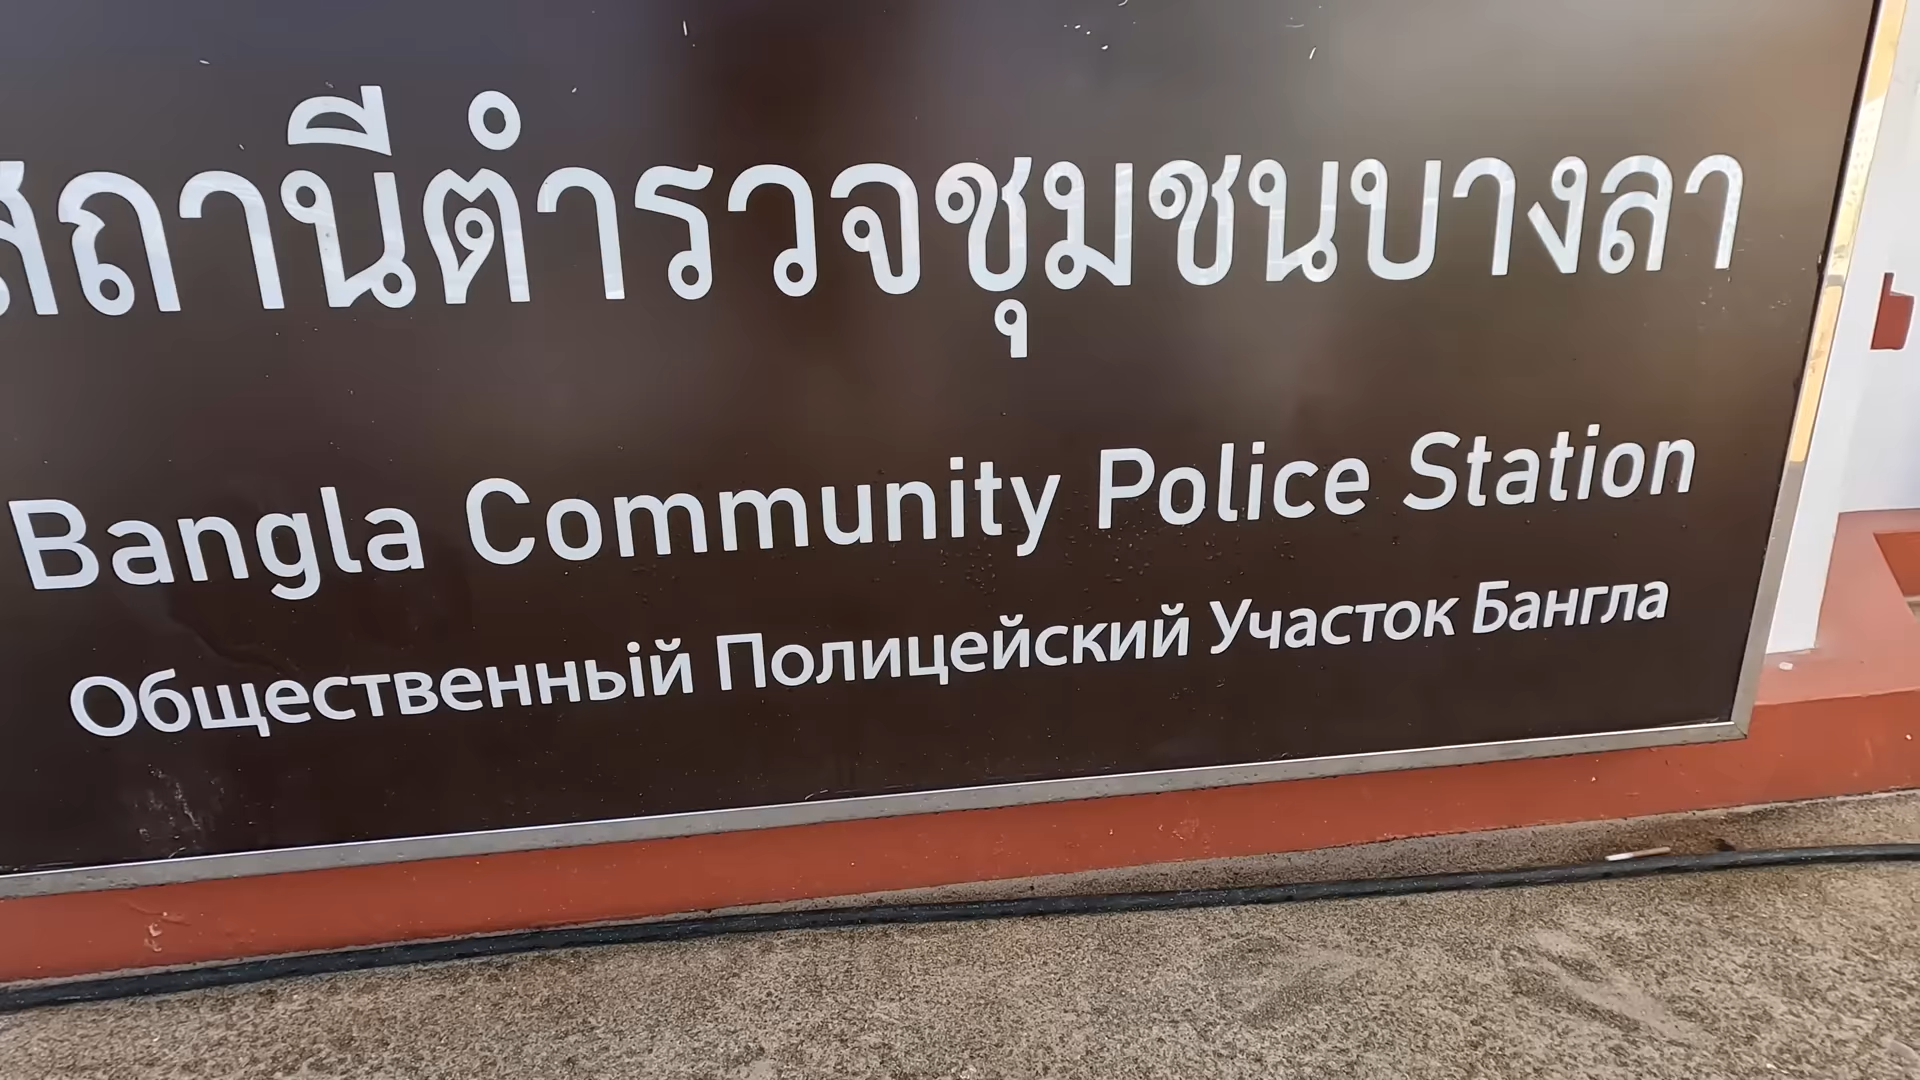 สถานีตำรวจชุมชนบางลา
Bangla Community Police Station
Общественный Полицейский Участок Бангла